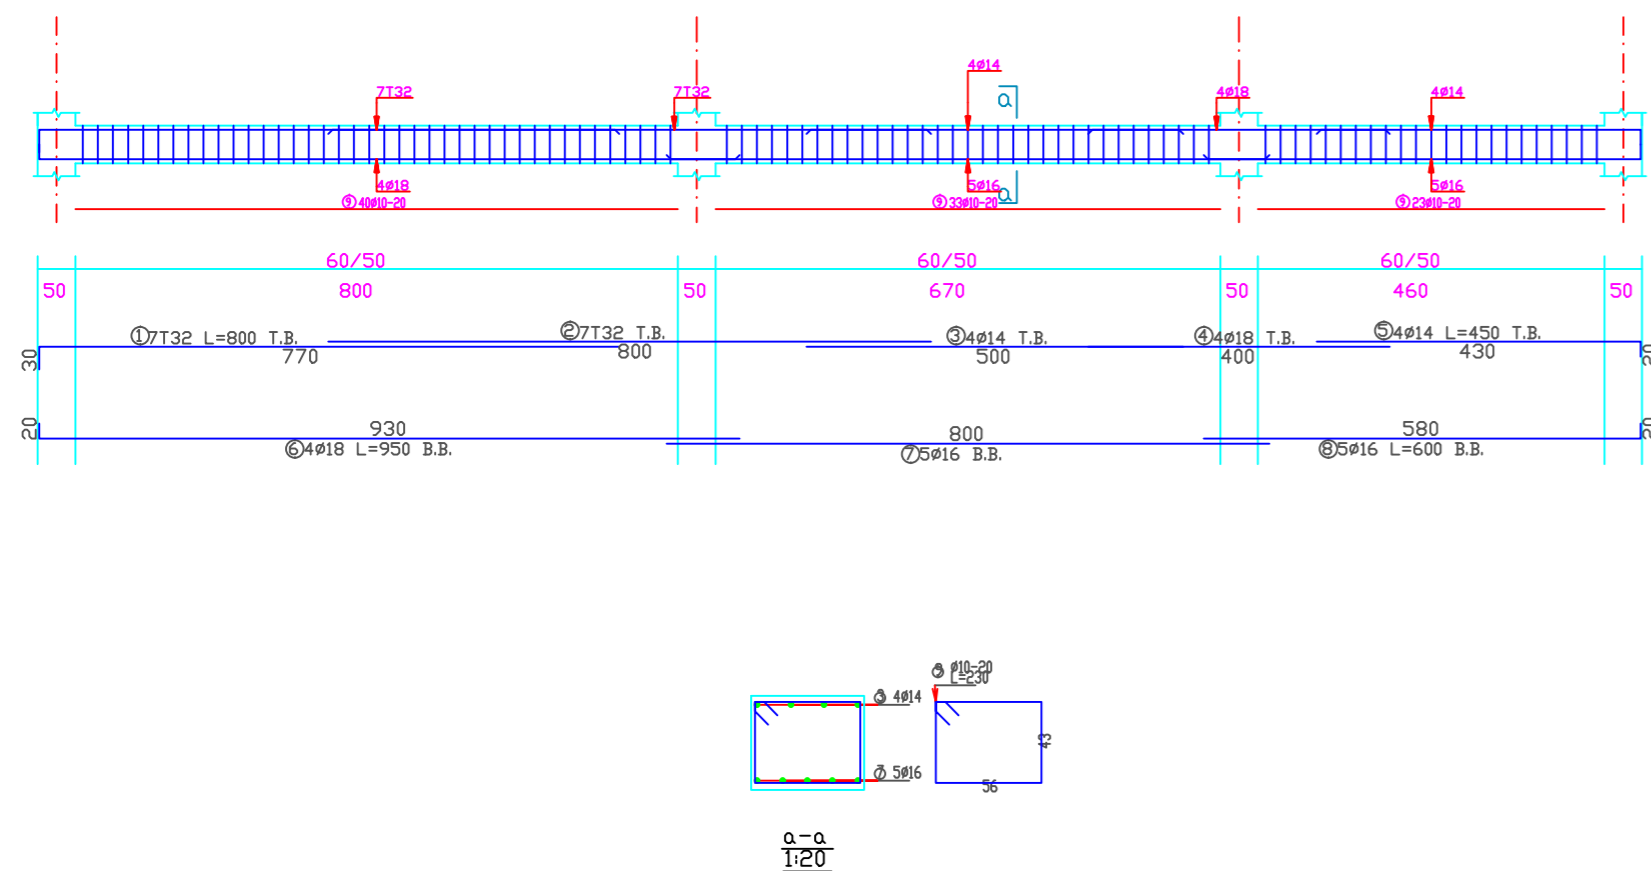 4ø14
7T32 7T32 a 4ø18 4ø14
4ø18 5ø16 a 5ø16
⑨40ø10-20 ⑨33ø10-20 ⑨23ø10-20
60/50 60/50 60/50
50 800 50 670 50 460 50
①7T32 L=800 T.B. ②7T32 T.B. ③4ø14 T.B. ④4ø18 T.B. ⑤4ø14 L=450 T.B.
30 770 800 500 400 430 20
20 930 800 580 20
⑥4ø18 L=950 B.B. ⑦5ø16 B.B. ⑧5ø16 L=600 B.B.
⑨ ø10-20
L=230
③ 4ø14
43
⑦ 5ø16
56
a-a
1:20